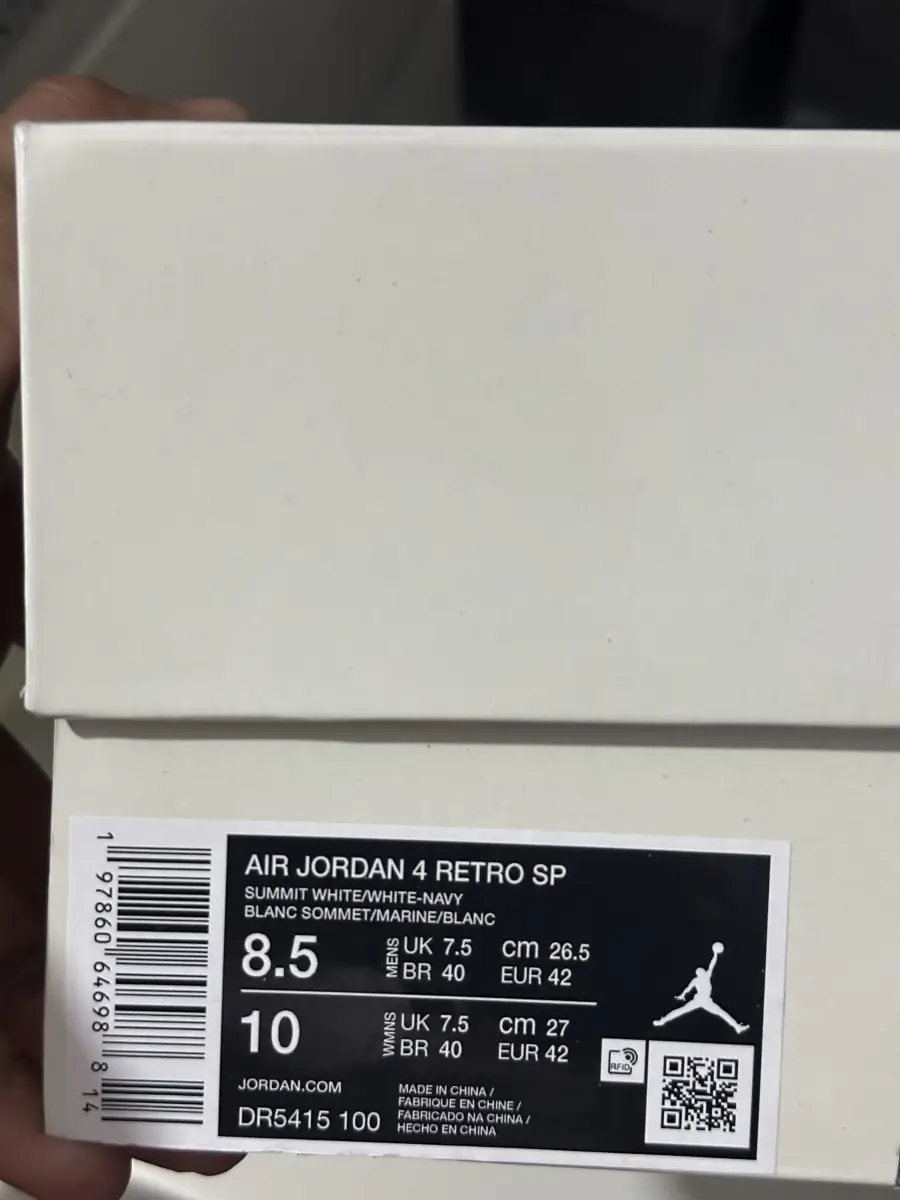 AIR JORDAN 4 RETRO SP
SUMMIT WHITE/WHITE-NAVY
BLANC SOMMET/MARINE/BLANC
8.5 MENS UK 7.5 cm 26.5
BR 40 EUR 42
10 WMNS UK 7.5 cm 27
BR 40 EUR 42
JORDAN.COM
DR5415 100
MADE IN CHINA /
FABRIQUE EN CHINE /
FABRICADO NA CHINA /
HECHO EN CHINA
RFID
1 97860 64698 8 14